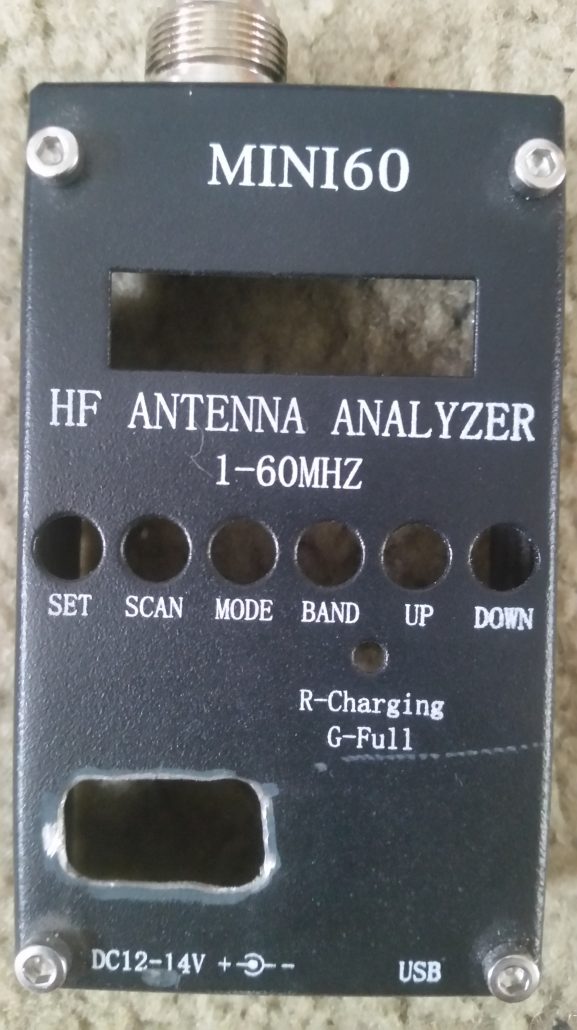 MINI60
HF ANTENNA ANALYZER
1-60MHZ
SET SCAN MODE BAND UP DOWN
R-Charging
G-Full
DC12-14V + -- USB